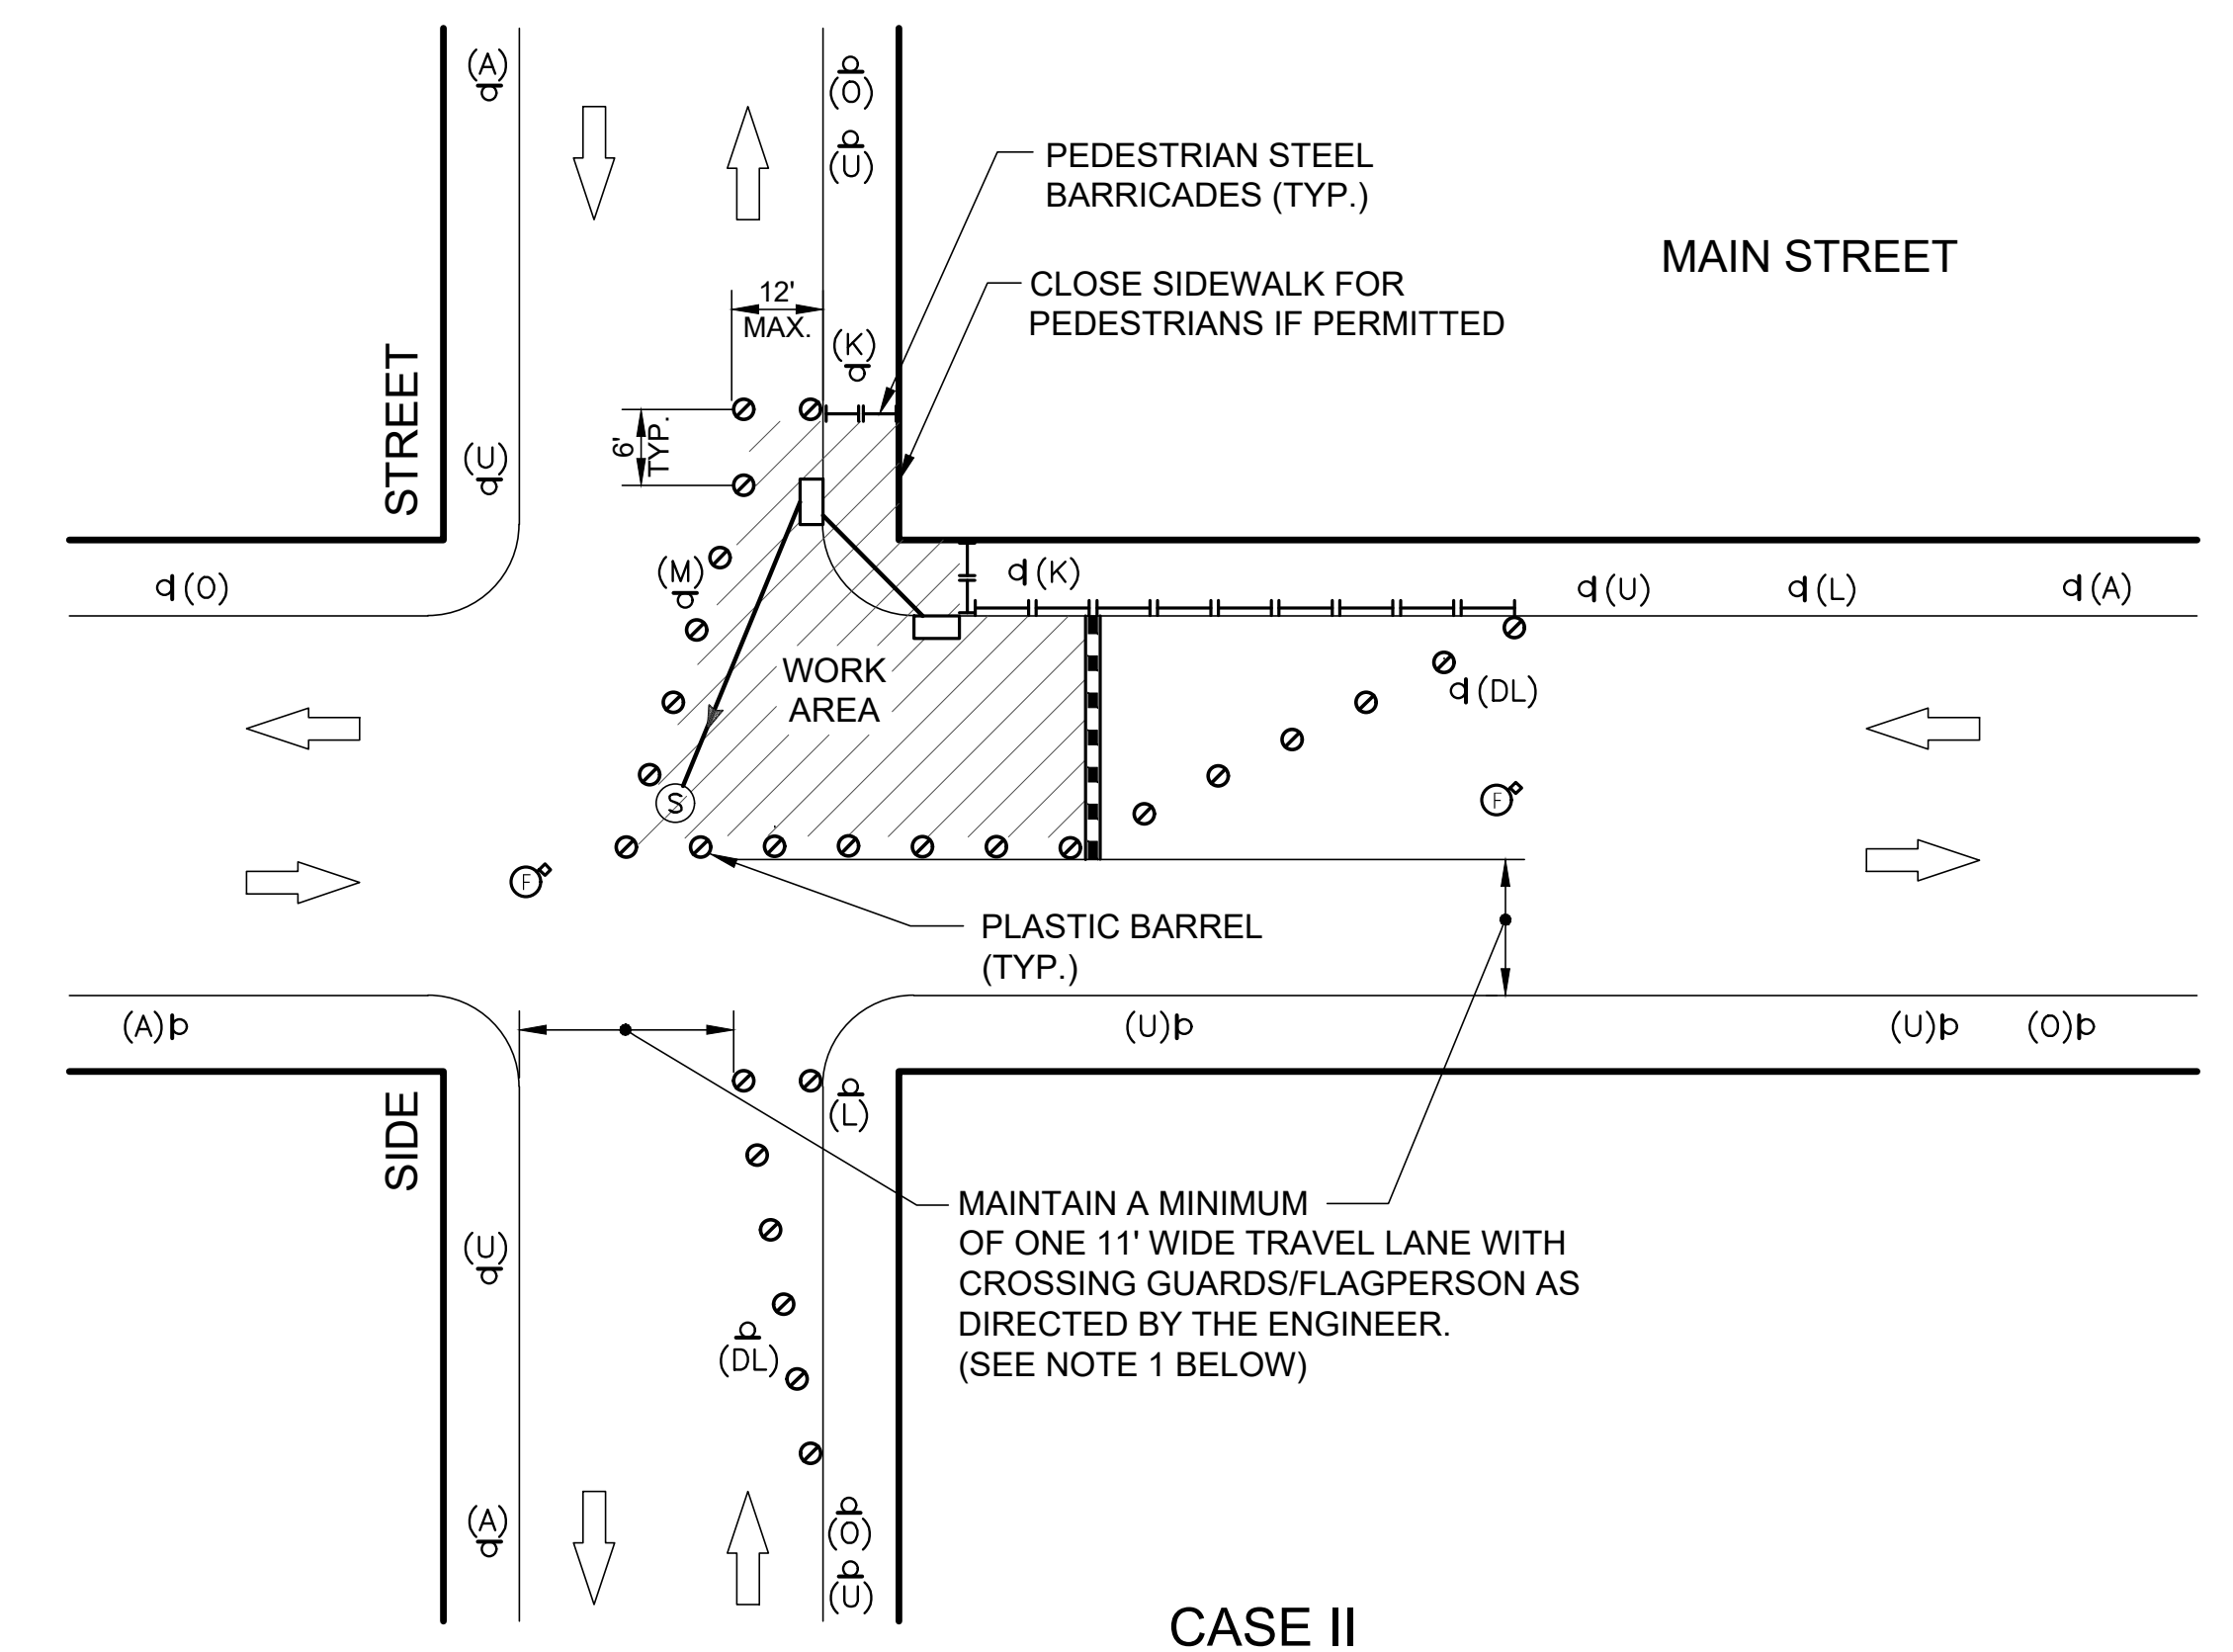 (A)
(O)
(U)
PEDESTRIAN STEEL
BARRICADES (TYP.)
MAIN STREET
CLOSE SIDEWALK FOR
PEDESTRIANS IF PERMITTED
12'
MAX.
(K)
STREET
6'
TYP.
(U)
(O)
(M)
(K)
(U)
(L)
(A)
WORK
AREA
(DL)
S
F
F
PLASTIC BARREL
(TYP.)
(A)
(U)
(U)
(O)
SIDE
(L)
MAINTAIN A MINIMUM
OF ONE 11' WIDE TRAVEL LANE WITH
CROSSING GUARDS/FLAGPERSON AS
DIRECTED BY THE ENGINEER.
(SEE NOTE 1 BELOW)
(U)
(DL)
(A)
(O)
(U)
CASE II